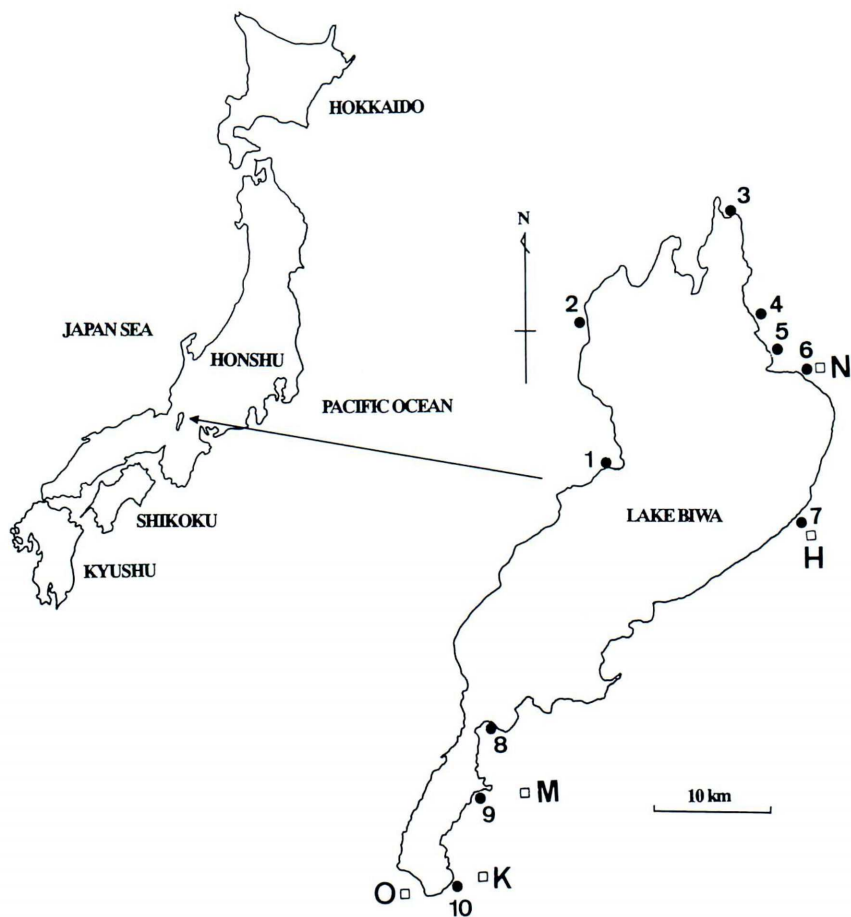 HOKKAIDO
3
N
2
4
JAPAN SEA
5
6
N
HONSHU
PACIFIC OCEAN
1
LAKE BIWA
7
SHIKOKU
H
KYUSHU
8
M
10 km
9
K
O
10